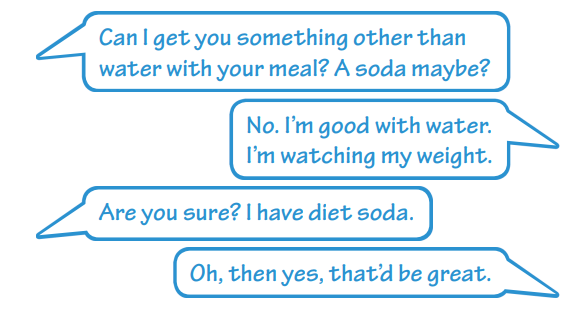 Can I get you something other than
water with your meal? A soda maybe?
No. I'm good with water.
I'm watching my weight.
Are you sure? I have diet soda.
Oh, then yes, that'd be great.